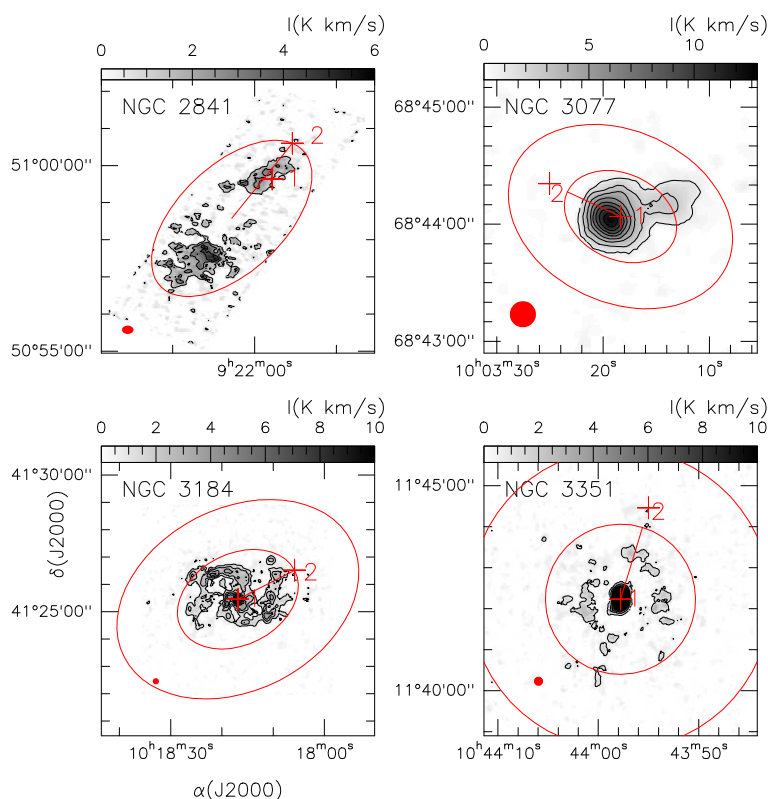 I(K km/s)
0 2 4 6
NGC 2841
2
1
51°00'00''
50°55'00''
9ʰ22ᵐ00ˢ
I(K km/s)
0 5 10
NGC 3077
68°45'00''
2
1
68°44'00''
68°43'00''
10ʰ03ᵐ30ˢ 20ˢ 10ˢ
I(K km/s)
0 2 4 6 8 10
NGC 3184
41°30'00''
2
1
41°25'00''
10ʰ18ᵐ30ˢ 18ᵐ00ˢ
δ(J2000)
α(J2000)
I(K km/s)
0 2 4 6 8 10
NGC 3351
11°45'00''
2
1
11°40'00''
10ʰ44ᵐ10ˢ 44ᵐ00ˢ 43ᵐ50ˢ